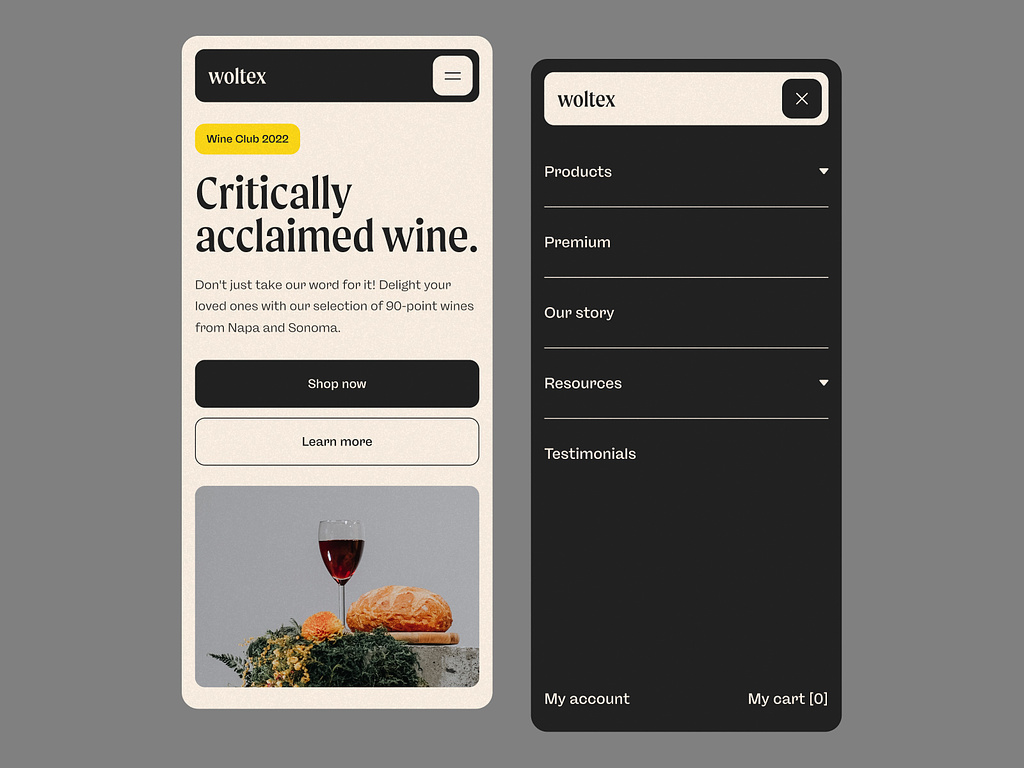 woltex
Wine Club 2022
Critically
acclaimed wine.
Don't just take our word for it! Delight your
loved ones with our selection of 90-point wines
from Napa and Sonoma.
Shop now
Learn more
woltex
Products
Premium
Our story
Resources
Testimonials
My account
My cart [0]